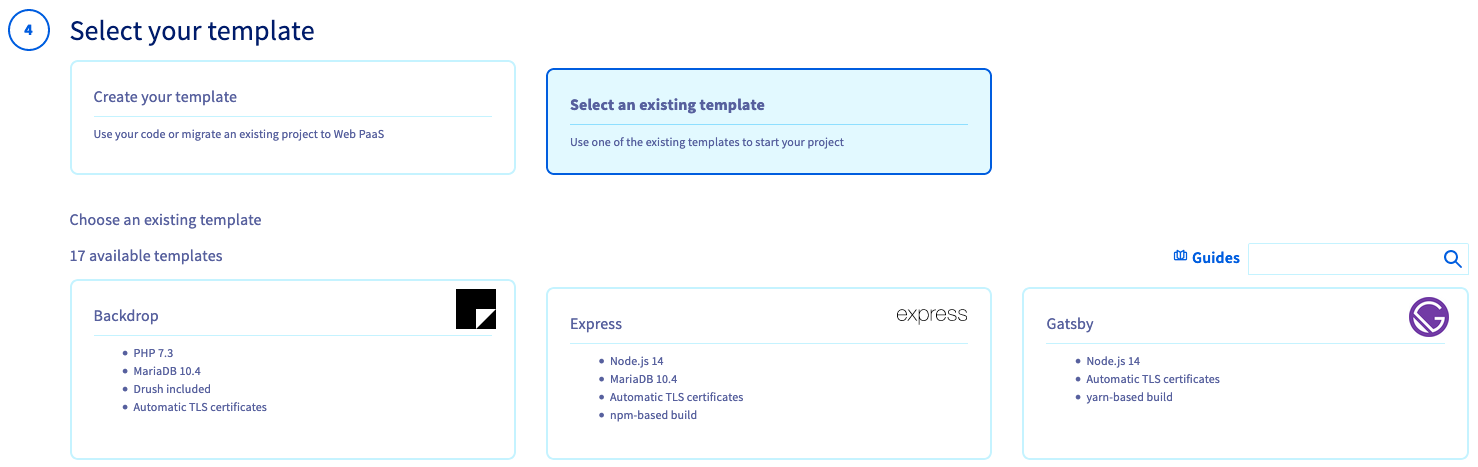 4
Select your template
Create your template
Use your code or migrate an existing project to Web PaaS
Select an existing template
Use one of the existing templates to start your project
Choose an existing template
17 available templates
Guides
Backdrop
PHP 7.3
MariaDB 10.4
Drush included
Automatic TLS certificates
Express
express
Node.js 14
MariaDB 10.4
Automatic TLS certificates
npm-based build
Gatsby
Node.js 14
Automatic TLS certificates
yarn-based build